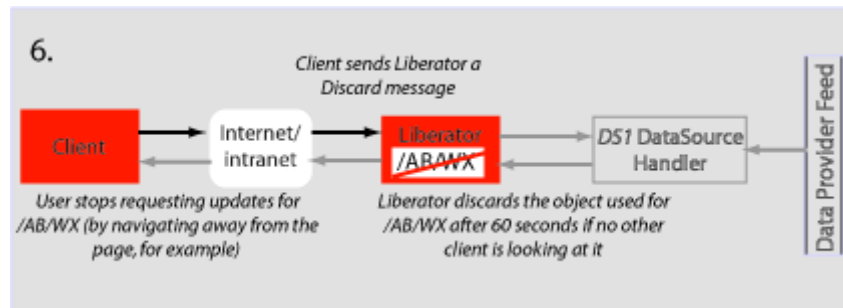 6.
Client sends Liberator a
Discard message
Client
Internet/
intranet
Liberator
/AB/WX
DS1 DataSource
Handler
Data Provider Feed
User stops requesting updates for
/AB/WX (by navigating away from the
page, for example)
Liberator discards the object used for
/AB/WX after 60 seconds if no other
client is looking at it